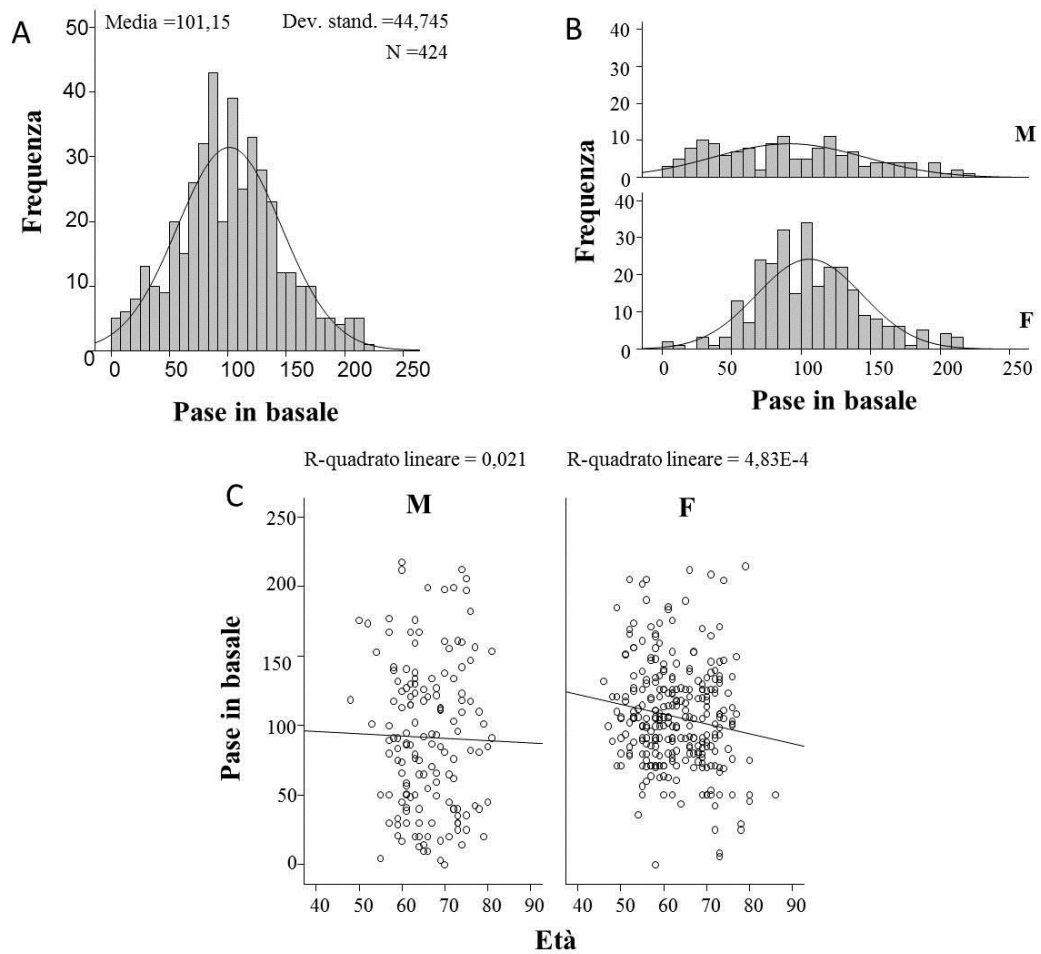 A
Media =101,15 Dev. stand. =44,745
N =424
50
40
30
20
10
0
Frequenza
0 50 100 150 200 250
Pase in basale
B
40
30
20
10
0
M
40
30
20
10
0
F
Frequenza
0 50 100 150 200 250
Pase in basale
R-quadrato lineare = 0,021 R-quadrato lineare = 4,83E-4
C
M F
250
200
150
100
50
0
Pase in basale
40 50 60 70 80 90 40 50 60 70 80 90
Età